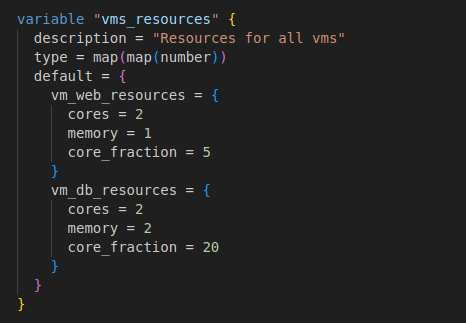 variable "vms_resources" {
  description = "Resources for all vms"
  type = map(map(number))
  default = {
    vm_web_resources = {
      cores = 2
      memory = 1
      core_fraction = 5
    }
    vm_db_resources = {
      cores = 2
      memory = 2
      core_fraction = 20
    }
  }
}